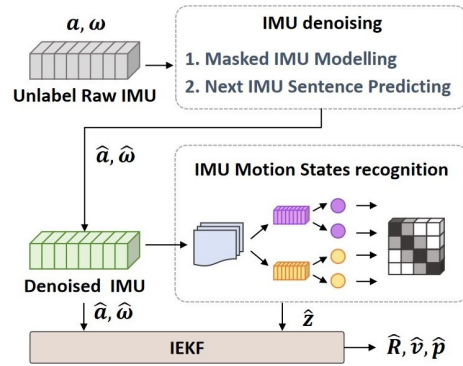 a, ω
Unlabel Raw IMU
IMU denoising
1. Masked IMU Modelling
2. Next IMU Sentence Predicting
â, ω̂
IMU Motion States recognition
Denoised IMU
â, ω̂
ẑ
IEKF
R̂, v̂, p̂